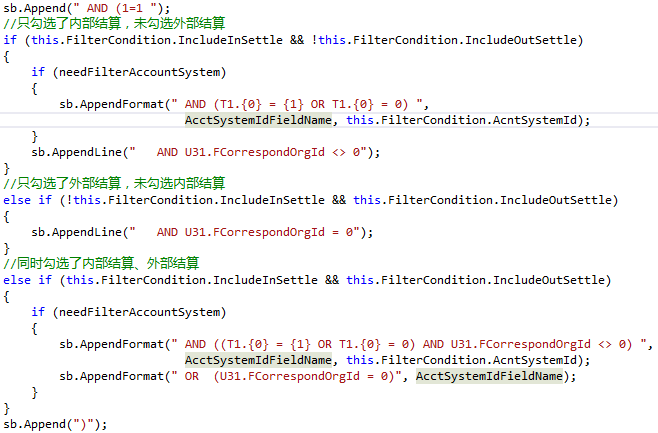 sb.Append(" AND (1=1 ");
//只勾选了内部结算，未勾选外部结算
if (this.FilterCondition.IncludeInSettle && !this.FilterCondition.IncludeOutSettle)
{
    if (needFilterAccountSystem)
    {
        sb.AppendFormat(" AND (T1.{0} = {1} OR T1.{0} = 0) ",
                        AcctSystemIdFieldName, this.FilterCondition.AcntSystemId);
    }
    sb.AppendLine("   AND U31.FCorrespondOrgId <> 0");
}
//只勾选了外部结算，未勾选内部结算
else if (!this.FilterCondition.IncludeInSettle && this.FilterCondition.IncludeOutSettle)
{
    sb.AppendLine("   AND U31.FCorrespondOrgId = 0");
}
//同时勾选了内部结算、外部结算
else if (this.FilterCondition.IncludeInSettle && this.FilterCondition.IncludeOutSettle)
{
    if (needFilterAccountSystem)
    {
        sb.AppendFormat(" AND ((T1.{0} = {1} OR T1.{0} = 0) AND U31.FCorrespondOrgId <> 0) ",
                        AcctSystemIdFieldName, this.FilterCondition.AcntSystemId);
        sb.AppendFormat(" OR  (U31.FCorrespondOrgId = 0)", AcctSystemIdFieldName);
    }
}
sb.Append(")");